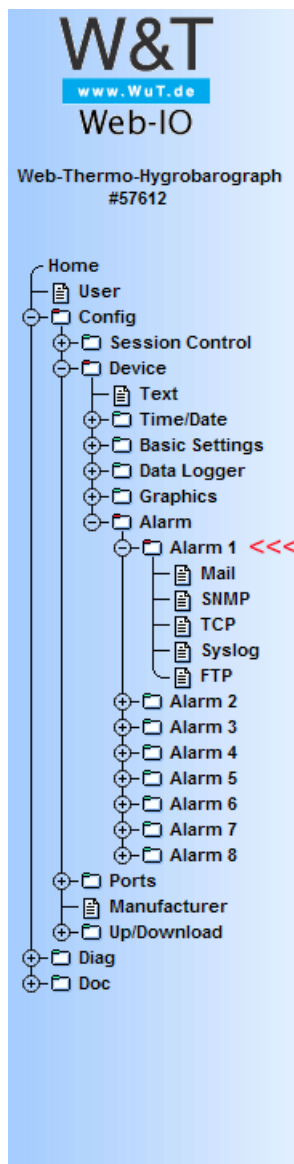 W&T
www.WuT.de
Web-IO
Web-Thermo-Hygrobarograph
#57612
Home
User
Config
Session Control
Device
Text
Time/Date
Basic Settings
Data Logger
Graphics
Alarm
Alarm 1 <<<
Mail
SNMP
TCP
Syslog
FTP
Alarm 2
Alarm 3
Alarm 4
Alarm 5
Alarm 6
Alarm 7
Alarm 8
Ports
Manufacturer
Up/Download
Diag
Doc